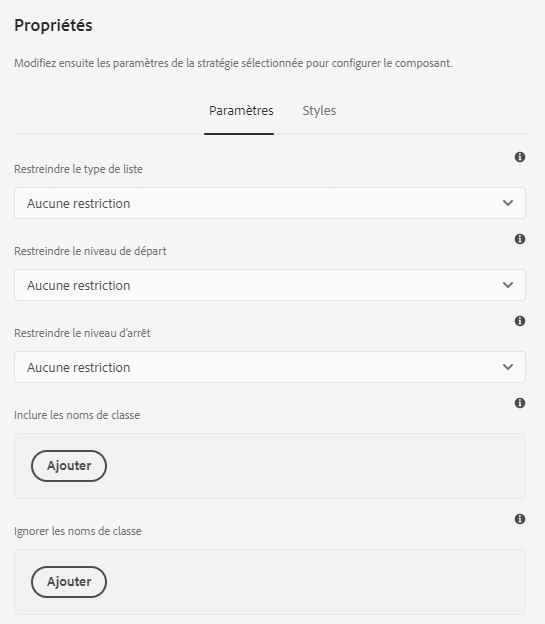 Propriétés
Modifiez ensuite les paramètres de la stratégie sélectionnée pour configurer le composant.
Paramètres Styles
Restreindre le type de liste
Aucune restriction
Restreindre le niveau de départ
Aucune restriction
Restreindre le niveau d'arrêt
Aucune restriction
Inclure les noms de classe
Ajouter
Ignorer les noms de classe
Ajouter